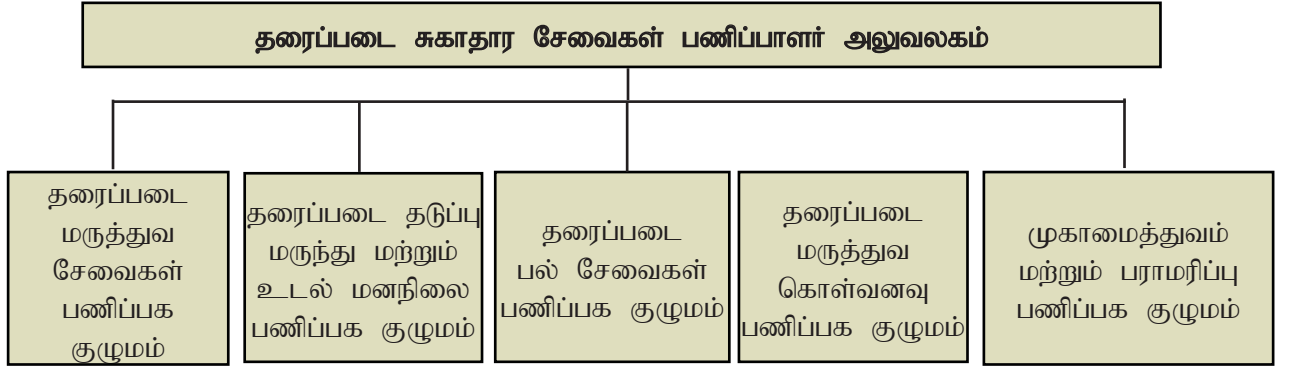 தரைப்படை சுகாதார சேவைகள் பணிப்பாளர் அலுவலகம்
தரைப்படை
மருத்துவ
சேவைகள்
பணிப்பக
குழுமம்
தரைப்படை தடுப்பு
மருந்து மற்றும்
உடல் மனநிலை
பணிப்பக குழுமம்
தரைப்படை
பல் சேவைகள்
பணிப்பக குழுமம்
தரைப்படை
மருத்துவ
கொள்வனவு
பணிப்பக குழுமம்
முகாமைத்துவம்
மற்றும் பராமரிப்பு
பணிப்பக குழுமம்